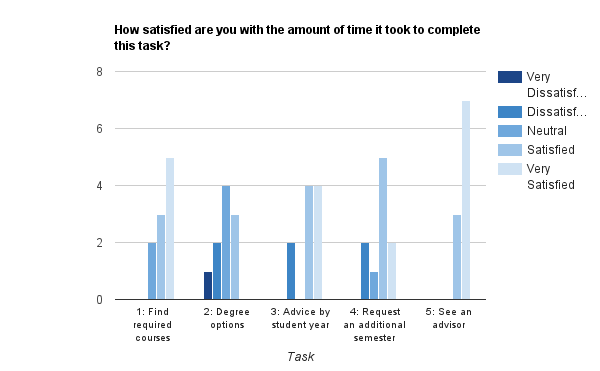 How satisfied are you with the amount of time it took to complete
this task?
8
6
4
2
0
1: Find
required
courses
2: Degree
options
3: Advice by
student year
4: Request
an additional
semester
5: See an
advisor
Task
Very
Dissatisf...
Dissatisf...
Neutral
Satisfied
Very
Satisfied